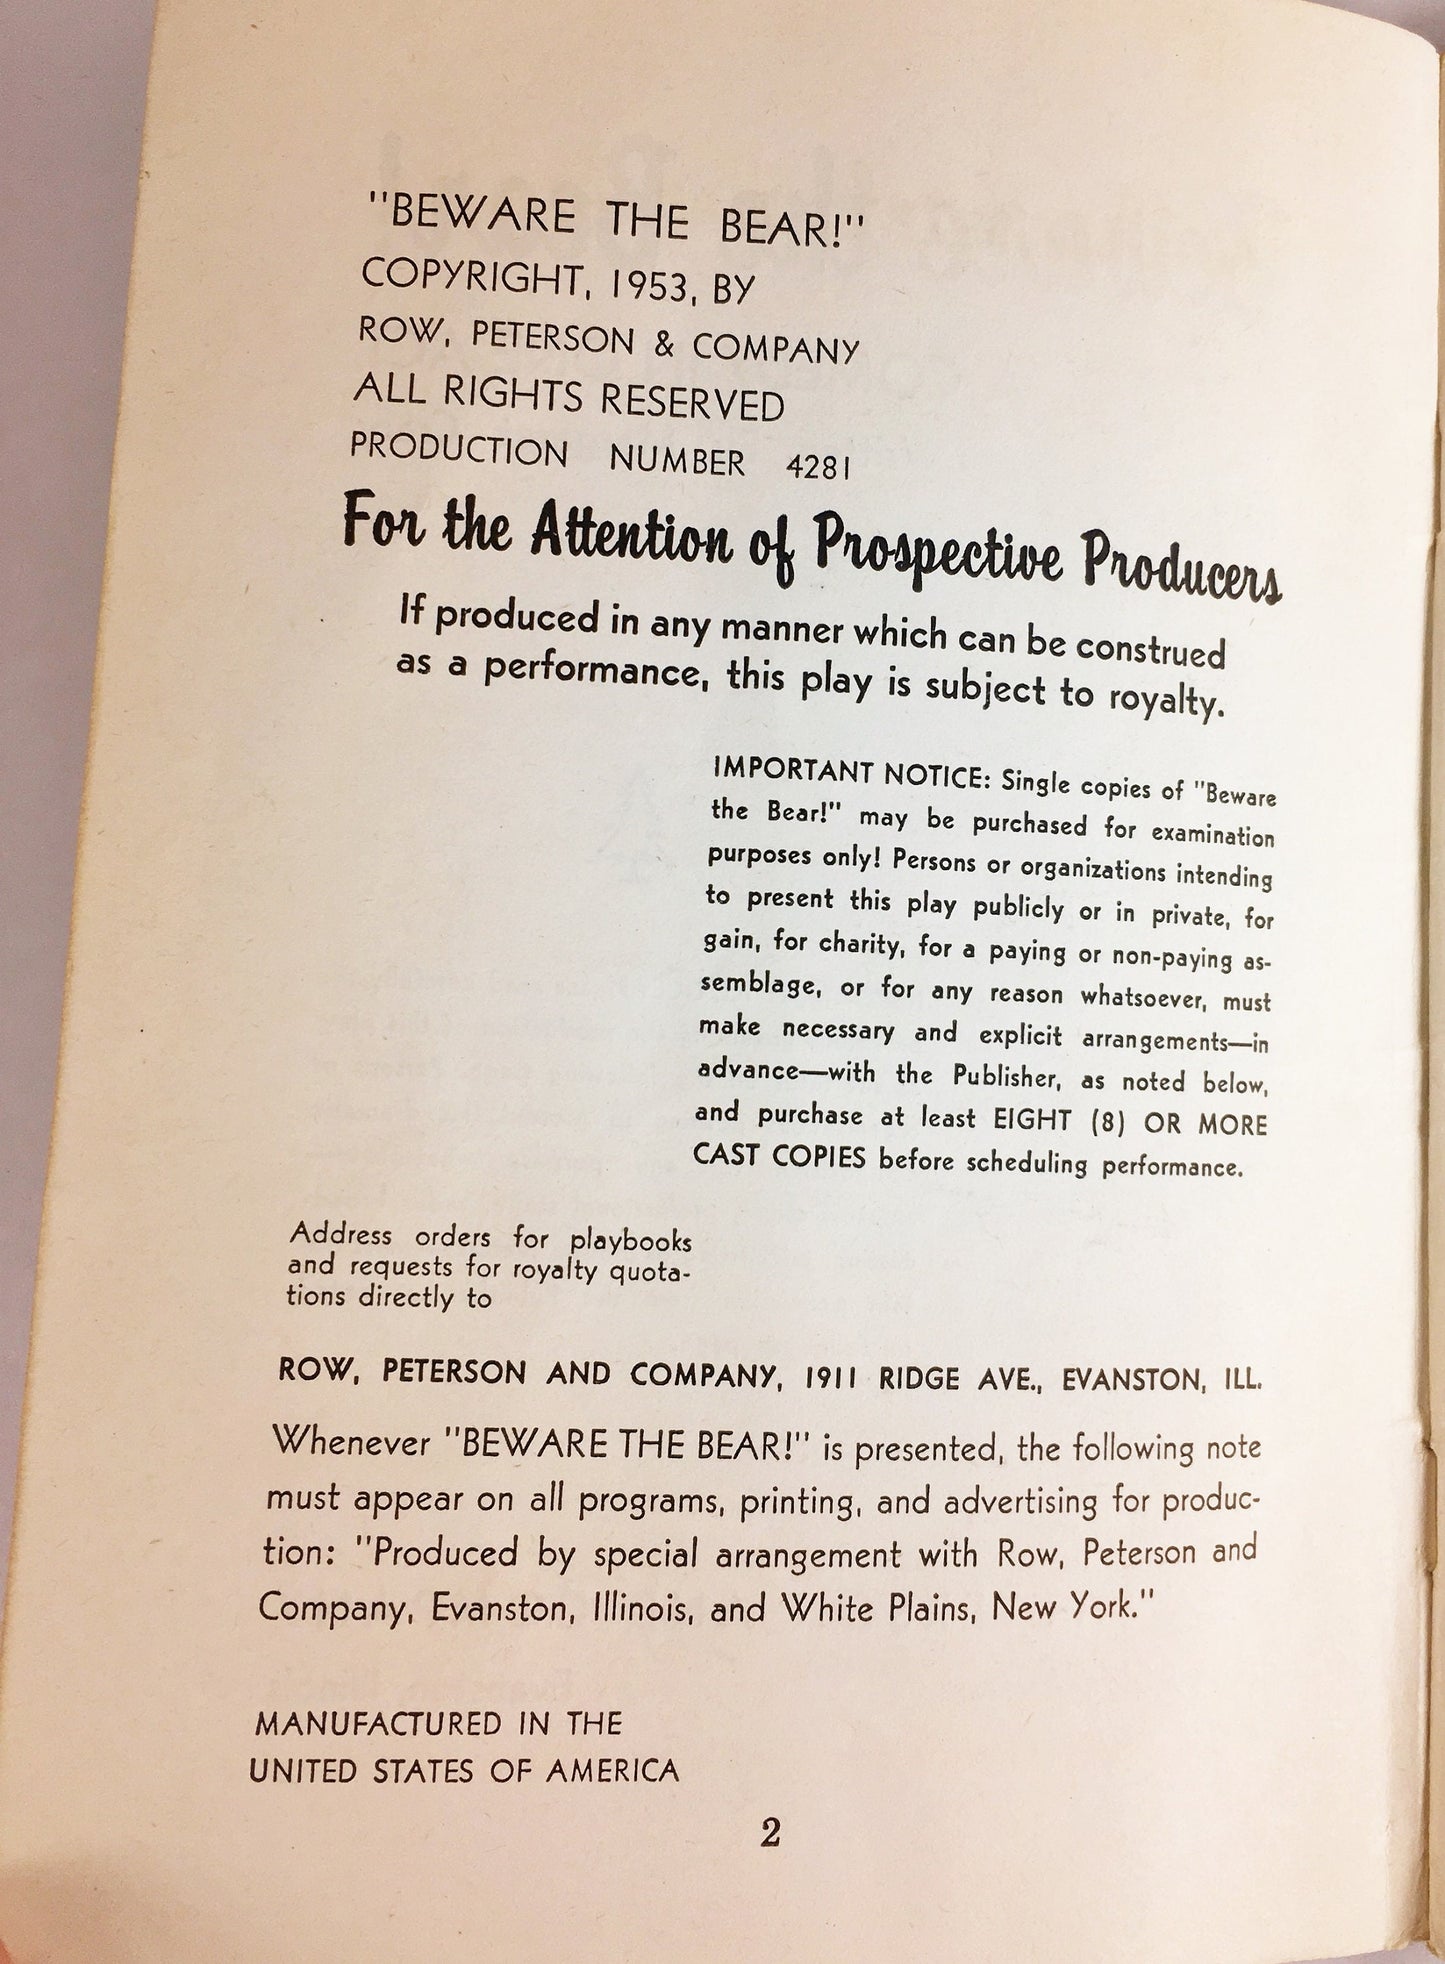 "BEWARE THE BEAR!"
COPYRIGHT, 1953, BY
ROW, PETERSON & COMPANY
ALL RIGHTS RESERVED
PRODUCTION NUMBER 4281
For the Attention of Prospective Producers
If produced in any manner which can be construed
as a performance, this play is subject to royalty.
IMPORTANT NOTICE: Single copies of "Beware
the Bear!" may be purchased for examination
purposes only! Persons or organizations intending
to present this play publicly or in private, for
gain, for charity, for a paying or non-paying as-
semblage, or for any reason whatsoever, must
make necessary and explicit arrangements—in
advance—with the Publisher, as noted below,
and purchase at least EIGHT (8) OR MORE
CAST COPIES before scheduling performance.
Address orders for playbooks
and requests for royalty quota-
tions directly to
ROW, PETERSON AND COMPANY, 1911 RIDGE AVE., EVANSTON, ILL.
Whenever "BEWARE THE BEAR!" is presented, the following note
must appear on all programs, printing, and advertising for produc-
tion: "Produced by special arrangement with Row, Peterson and
Company, Evanston, Illinois, and White Plains, New York."
MANUFACTURED IN THE
UNITED STATES OF AMERICA
2